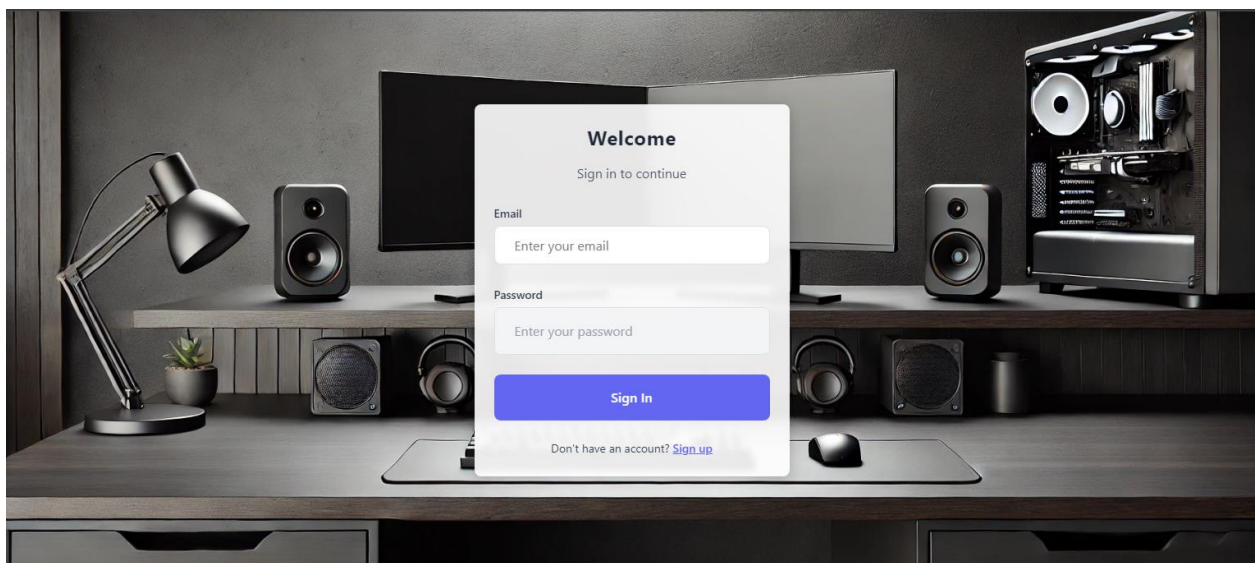 Welcome
Sign in to continue
Email
Enter your email
Password
Enter your password
Sign In
Don't have an account? Sign up